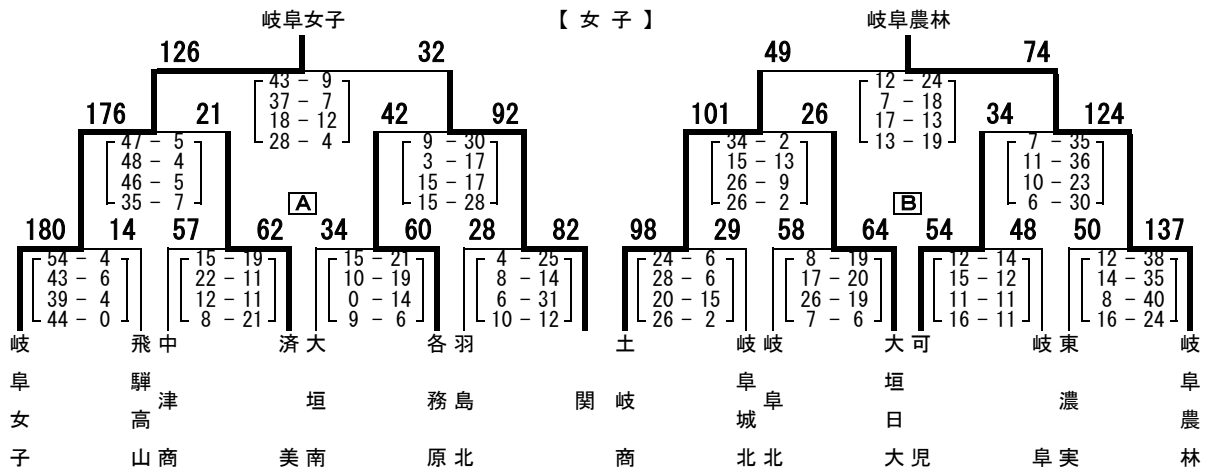 岐阜女子 【 女 子 】 岐阜農林
126 32 49 74
43 - 9 12 - 24
37 - 7 7 - 18
18 - 12 17 - 13
28 - 4 13 - 19
176 21 42 92 101 26 34 124
47 - 5 9 - 30 34 - 2 7 - 35
48 - 4 3 - 17 15 - 13 11 - 36
46 - 5 15 - 17 26 - 9 10 - 23
35 - 7 15 - 28 26 - 2 6 - 30
A B
180 14 57 62 34 60 28 82 98 29 58 64 54 48 50 137
54 - 4 15 - 19 15 - 21 4 - 25 24 - 6 8 - 19 12 - 14 12 - 38
43 - 6 22 - 11 10 - 19 8 - 14 28 - 6 17 - 20 15 - 12 14 - 35
39 - 4 12 - 11 0 - 14 6 - 31 20 - 15 26 - 19 11 - 11 8 - 40
44 - 0 8 - 21 9 - 6 10 - 12 26 - 2 7 - 6 16 - 11 16 - 24
岐阜女子
飛騨高山
中津商
済美
大垣南
各務原
羽島北
関
土岐商
岐阜城北
岐阜北
大垣日大
可児
岐阜
東濃実
岐阜農林